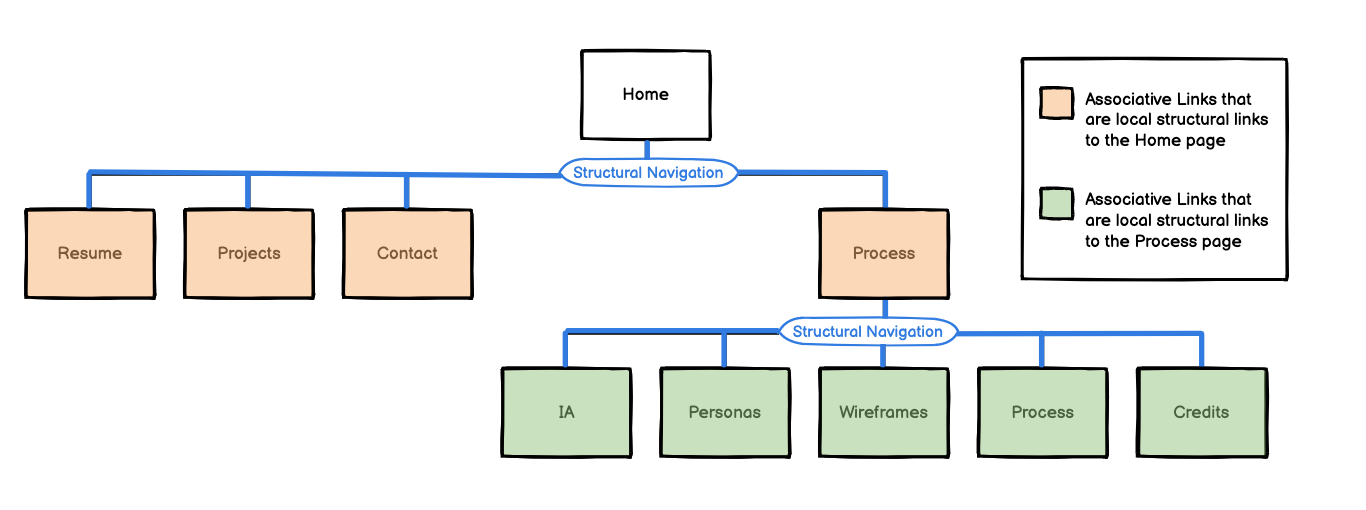 Home
Associative Links that
are local structural links
to the Home page
Structural Navigation
Associative Links that
are local structural links
to the Process page
Resume
Projects
Contact
Process
Structural Navigation
IA
Personas
Wireframes
Process
Credits